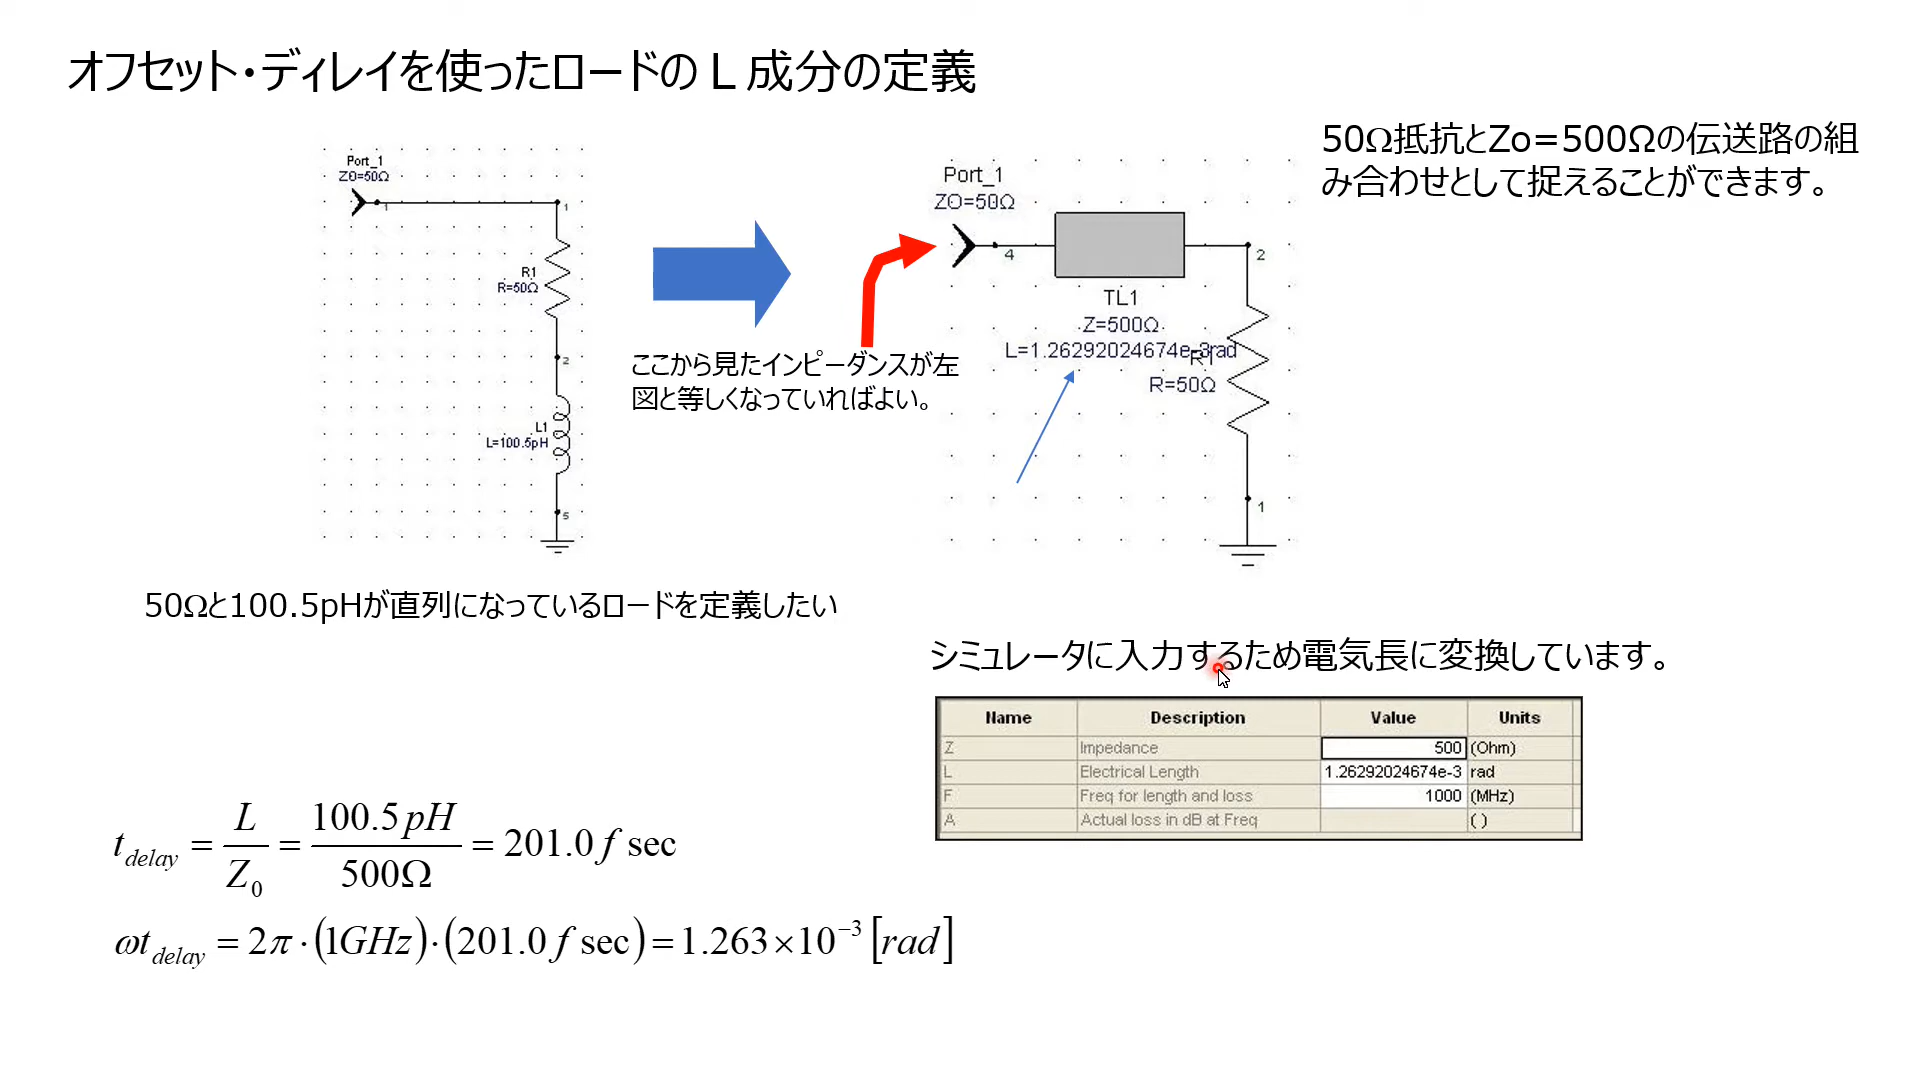 オフセット・ディレイを使ったロードのL成分の定義
50Ω抵抗とZo=500Ωの伝送路の組
み合わせとして捉えることができます。
Port_1
ZO=50Ω
1
1
R1
R=50Ω
2
L1
L=100.5pH
5
ここから見たインピーダンスが左
図と等しくなっていればよい。
Port_1
ZO=50Ω
4
2
TL1
Z=500Ω
L=1.26292024674e-3rad
R1
R=50Ω
1
50Ωと100.5pHが直列になっているロードを定義したい
シミュレータに入力するため電気長に変換しています。
Name Description Value Units
Z Impedance 500 (Ohm)
L Electrical Length 1.26292024674e-3 rad
F Freq for length and loss 1000 (MHz)
A Actual loss in dB at Freq ( )
t_delay = L/Z_0 = 100.5pH/500Ω = 201.0 f sec
ωt_delay = 2π·(1GHz)·(201.0 f sec) = 1.263×10^-3 [rad]